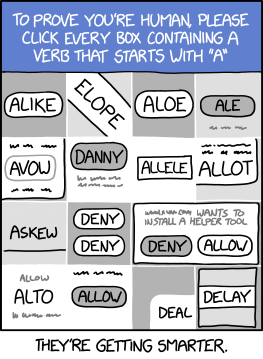 TO PROVE YOU'RE HUMAN, PLEASE
CLICK EVERY BOX CONTAINING A
VERB THAT STARTS WITH "A"
ALIKE
ELOPE
ALOE
ALE
AVOW
DANNY
ALLELE
ALLOT
ASKEW
DENY
DENY
WANTS TO
INSTALL A HELPER TOOL
DENY
ALLOW
ALLOW
ALTO
ALLOW
DEAL
DELAY
THEY'RE GETTING SMARTER.